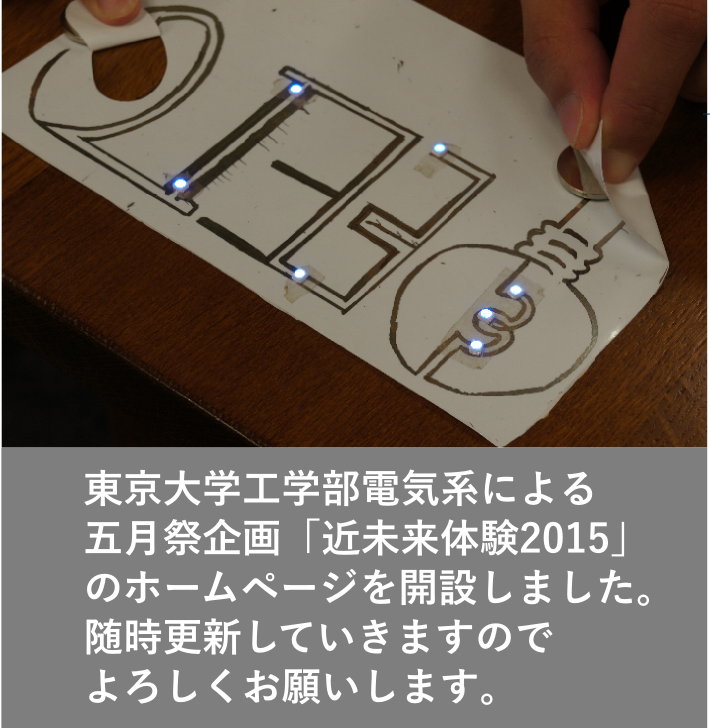 東京大学工学部電気系による
五月祭企画「近未来体験2015」
のホームページを開設しました。
随時更新していきますので
よろしくお願いします。